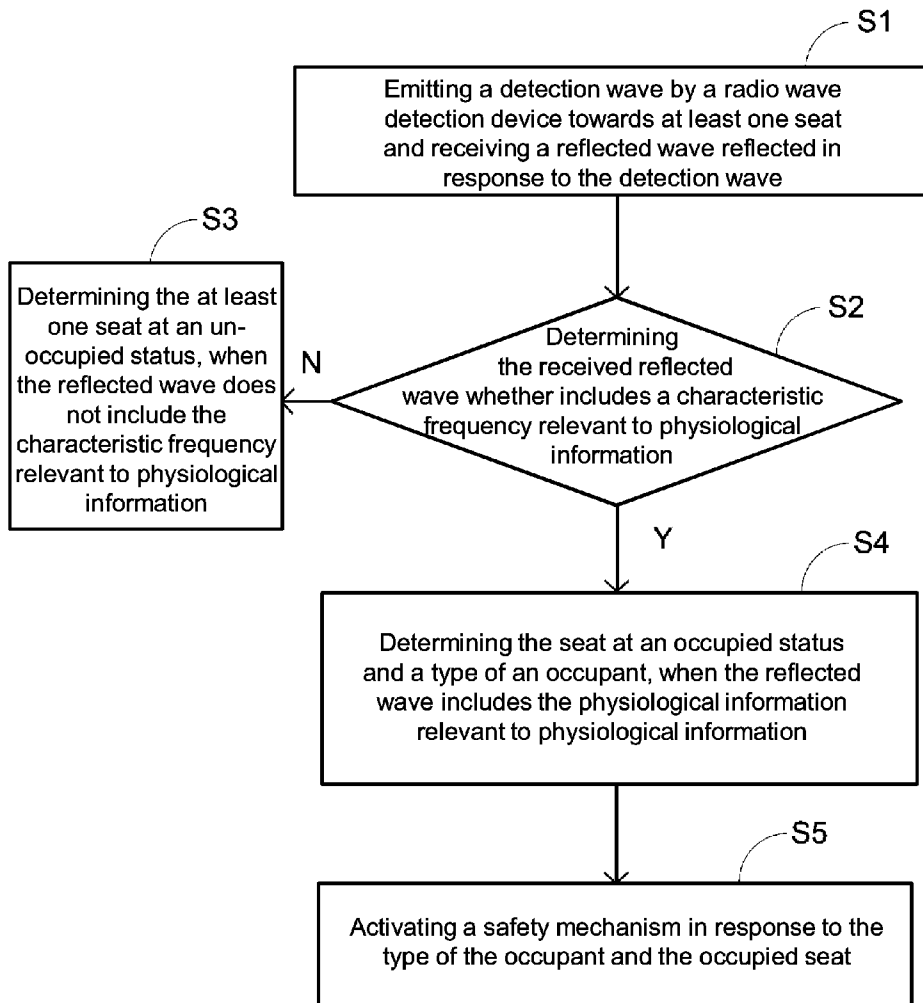 S1
Emitting a detection wave by a radio wave
detection device towards at least one seat
and receiving a reflected wave reflected in
response to the detection wave
S3
Determining the at least
one seat at an un-
occupied status, when
the reflected wave does
not include the
characteristic frequency
relevant to physiological
information
N
S2
Determining
the received reflected
wave whether includes a characteristic
frequency relevant to physiological
information
Y
S4
Determining the seat at an occupied status
and a type of an occupant, when the reflected
wave includes the physiological information
relevant to physiological information
S5
Activating a safety mechanism in response to the
type of the occupant and the occupied seat